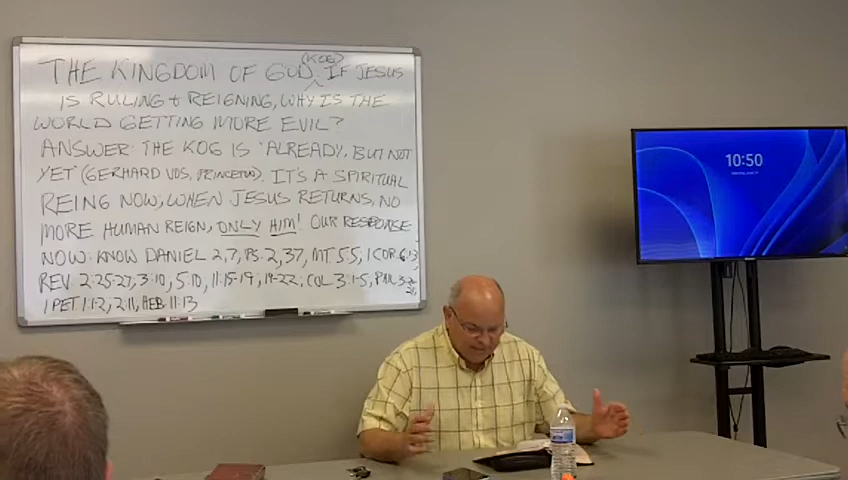 THE KINGDOM OF GOD (KOG). IF JESUS
IS RULING + REIGNING, WHY IS THE
WORLD GETTING MORE EVIL?
ANSWER: THE KOG IS "ALREADY, BUT NOT
YET" (GERHARD VOS, PRINCETON). IT'S A SPIRITUAL
REING NOW, WHEN JESUS RETURNS, NO
MORE HUMAN REIGN, ONLY HIM! OUR RESPONSE
NOW: KNOW DANIEL 2,7, PS. 2, 37, MT 5:5, 1 COR. 6:
REV. 2:25-27, 3:10, 5:10, 11:15-19, 19-22; COL 3:1-5,
1 PET 1:1-2, 2:11, HEB 11:13
10:50